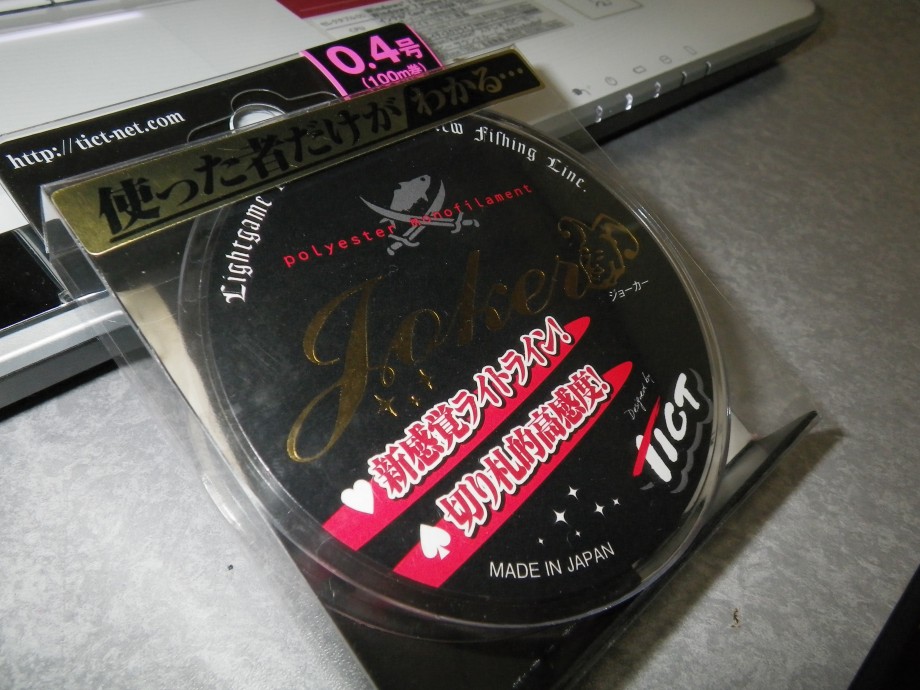 0.4号
(100m巻)
http://tict-net.com
使った者だけがわかる…
Lightgame
Fishing Line.
polyester monofilament
Joker
ジョーカー
新感覚ライトライン!
切り札的高感度!
Designed by
TICT
MADE IN JAPAN